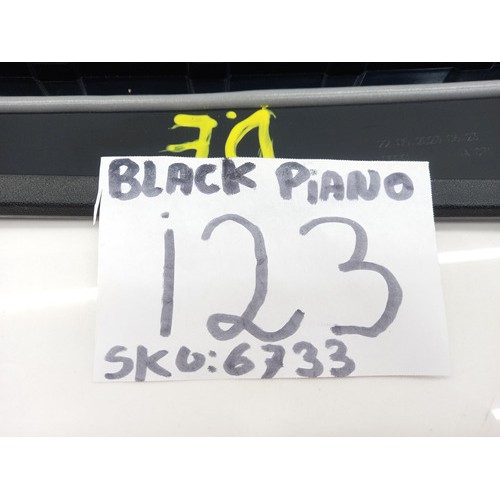 D.E
BLACK PiANO
123
SKU:6733